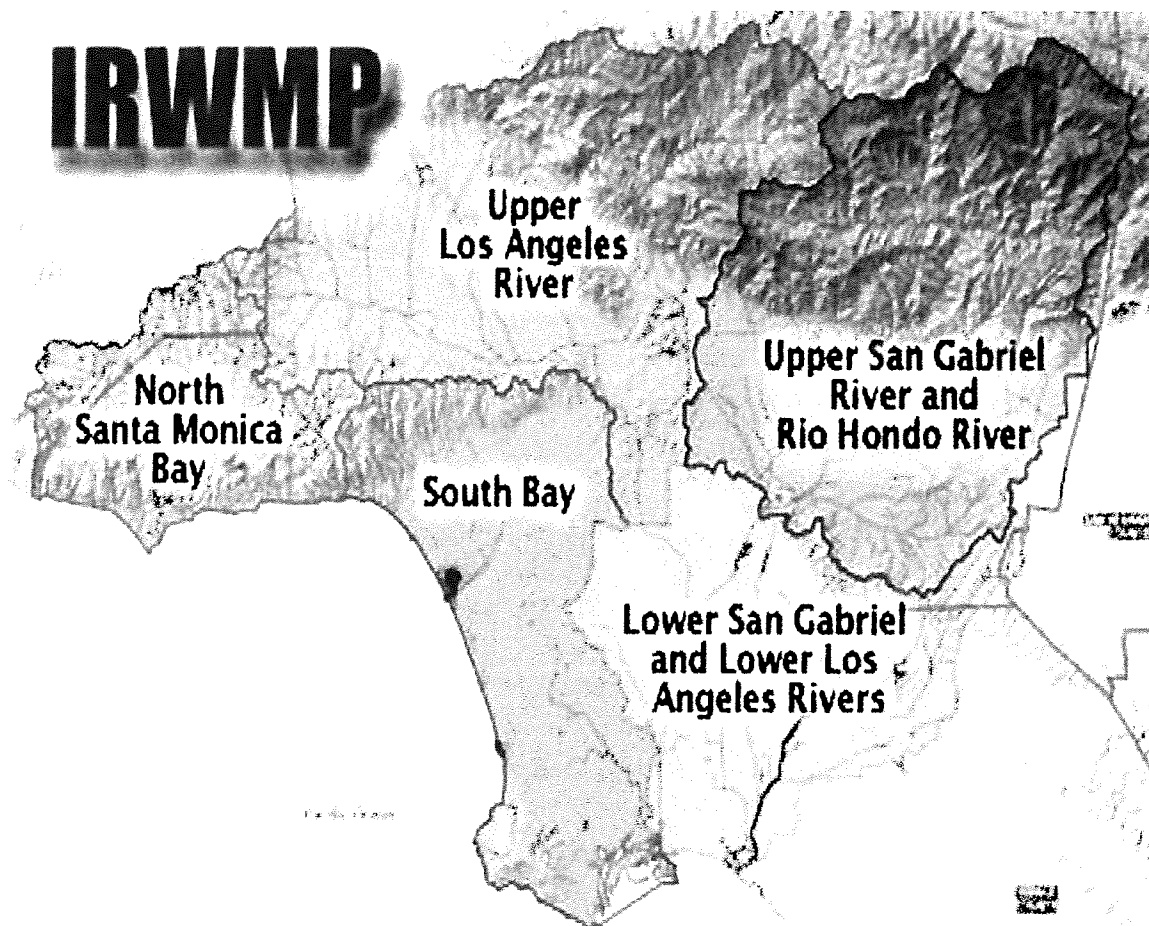 IRWMP
Upper
Los Angeles
River
North
Santa Monica
Bay
South Bay
Upper San Gabriel
River and
Rio Hondo River
Lower San Gabriel
and Lower Los
Angeles Rivers